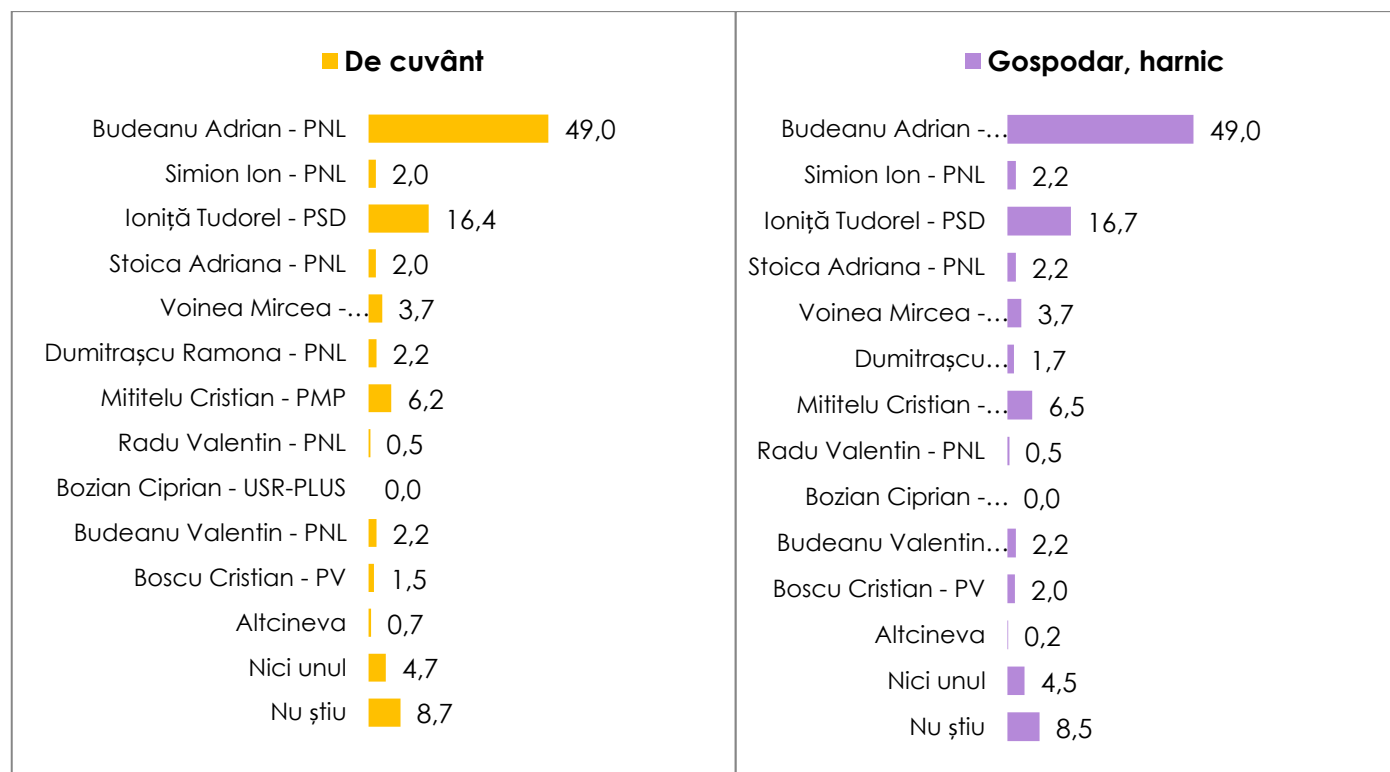 De cuvânt
Budeanu Adrian - PNL 49,0
Simion Ion - PNL 2,0
Ioniță Tudorel - PSD 16,4
Stoica Adriana - PNL 2,0
Voinea Mircea -… 3,7
Dumitrașcu Ramona - PNL 2,2
Mititelu Cristian - PMP 6,2
Radu Valentin - PNL 0,5
Bozian Ciprian - USR-PLUS 0,0
Budeanu Valentin - PNL 2,2
Boscu Cristian - PV 1,5
Altcineva 0,7
Nici unul 4,7
Nu știu 8,7
Gospodar, harnic
Budeanu Adrian -… 49,0
Simion Ion - PNL 2,2
Ioniță Tudorel - PSD 16,7
Stoica Adriana - PNL 2,2
Voinea Mircea -… 3,7
Dumitrașcu… 1,7
Mititelu Cristian -… 6,5
Radu Valentin - PNL 0,5
Bozian Ciprian -… 0,0
Budeanu Valentin… 2,2
Boscu Cristian - PV 2,0
Altcineva 0,2
Nici unul 4,5
Nu știu 8,5